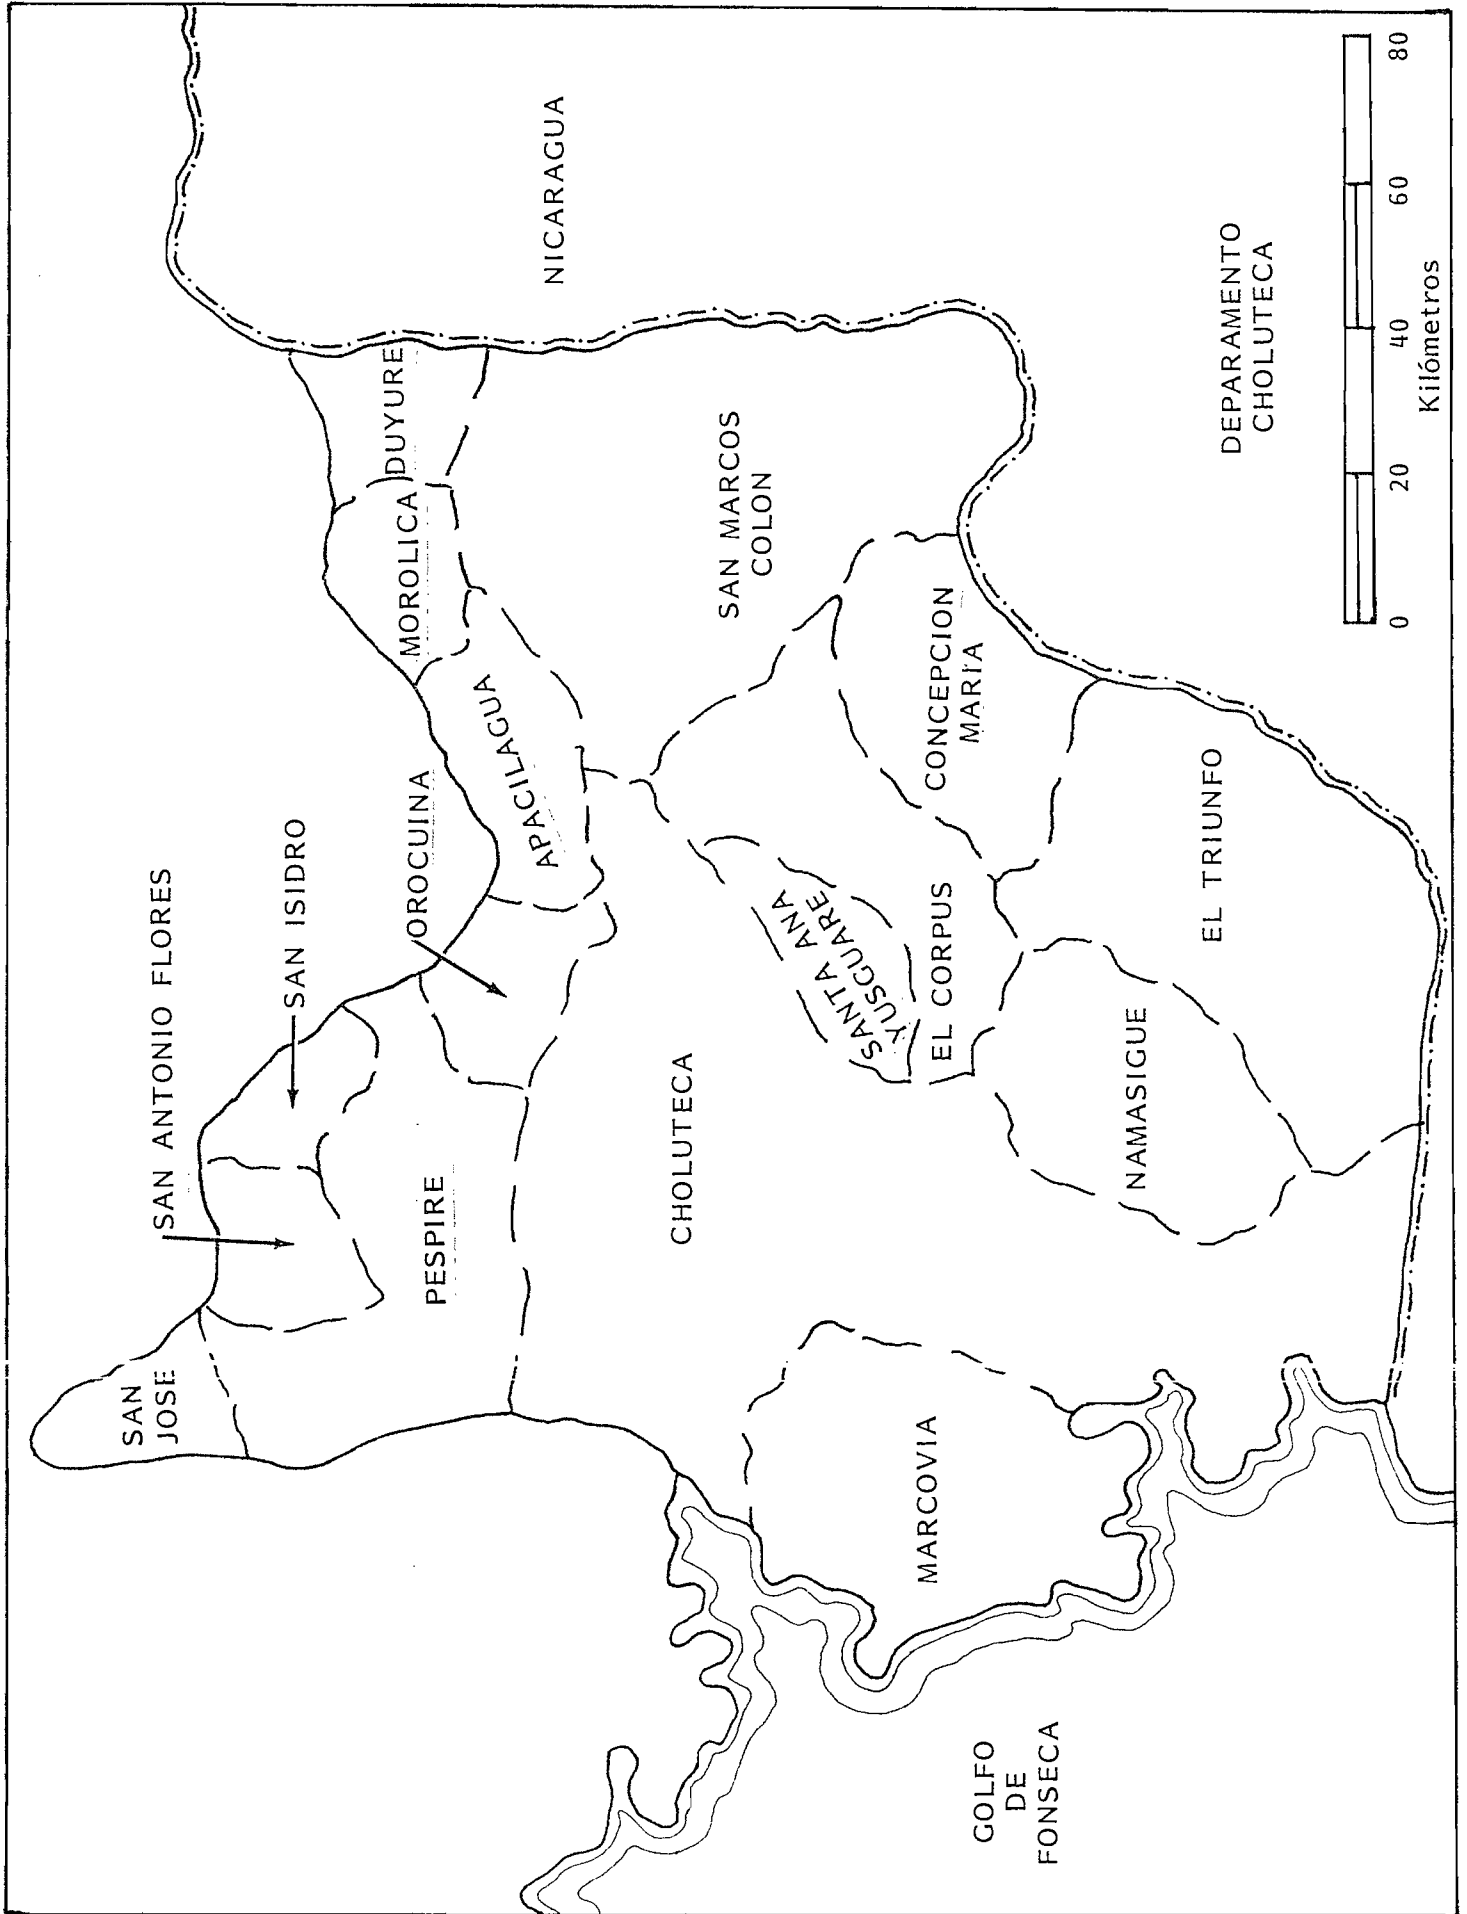 SAN ANTONIO FLORES
SAN ISIDRO
OROCUINA
SAN
JOSE
PESPIRE
APACILAGUA
MOROLICA
DUYURE
NICARAGUA
CHOLUTECA
SAN MARCOS
COLON
SANTA ANA
YUSGUARE
EL CORPUS
CONCEPCION
MARIA
MARCOVIA
NAMASIGUE
EL TRIUNFO
GOLFO
DE
FONSECA
DEPARAMENTO
CHOLUTECA
0 20 40 60 80
Kilómetros